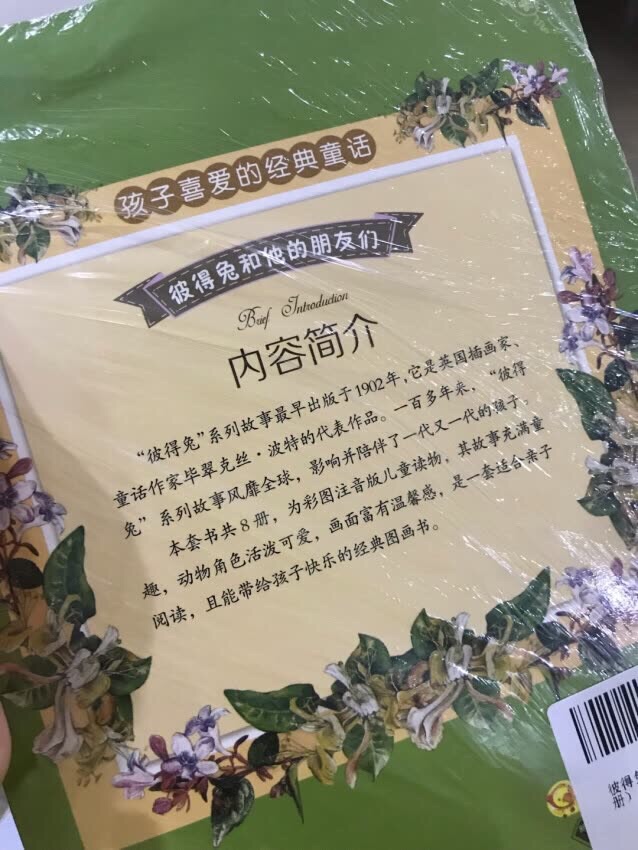 孩子喜爱的经典童话
彼得兔和他的朋友们
Brief Introduction
内容简介
“彼得兔”系列故事最早出版于1902年,它是英国插画家、
童话作家毕翠克丝·波特的代表作品。一百多年来,“彼得
兔”系列故事风靡全球,影响并陪伴了一代又一代的孩子。
本套书共8册,为彩图注音版儿童读物,其故事充满童
趣,动物角色活泼可爱,画面富有温馨感,是一套适合亲子
阅读,且能带给孩子快乐的经典图画书。
彼得兔
册)